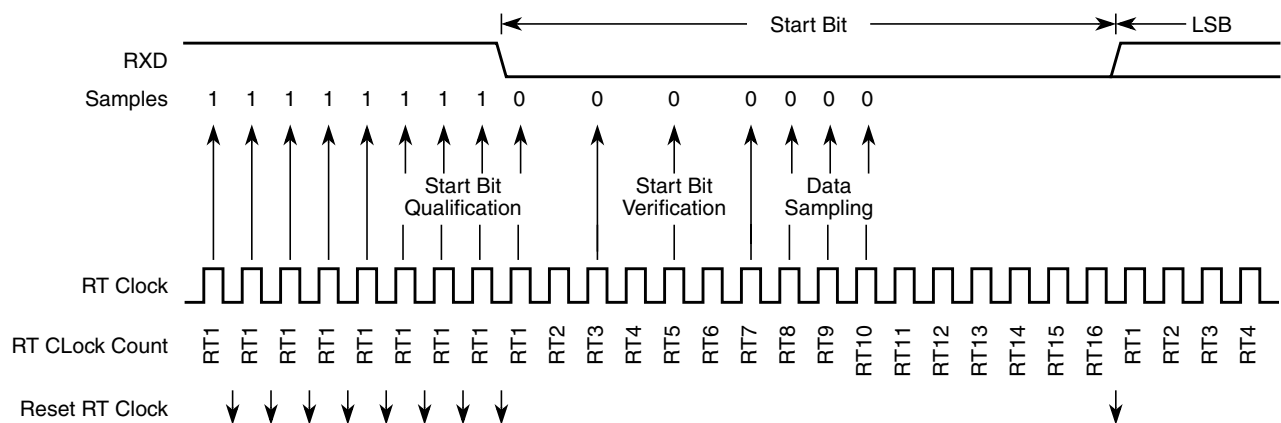 Start Bit LSB
RXD
Samples 1 1 1 1 1 1 1 1 0 0 0 0 0 0 0
Start Bit Start Bit Data
Qualification Verification Sampling
RT Clock
RT CLock Count RT1 RT1 RT1 RT1 RT1 RT1 RT1 RT1 RT1 RT2 RT3 RT4 RT5 RT6 RT7 RT8 RT9 RT10 RT11 RT12 RT13 RT14 RT15 RT16 RT1 RT2 RT3 RT4
Reset RT Clock